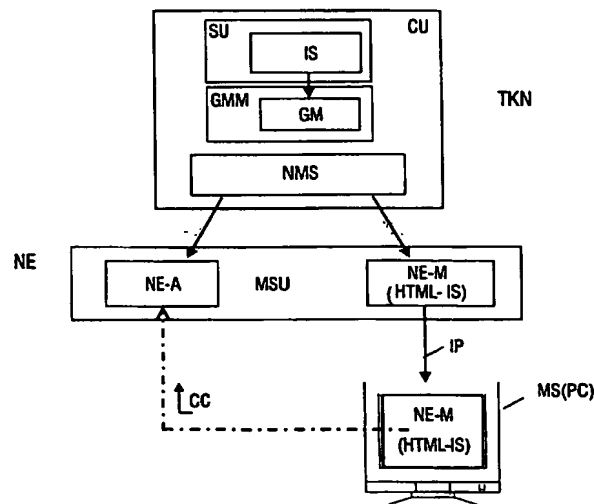 SU
CU
IS
GMM
GM
TKN
NMS
NE
NE-A
MSU
NE-M
(HTML-IS)
IP
CC
MS(PC)
NE-M
(HTML-IS)